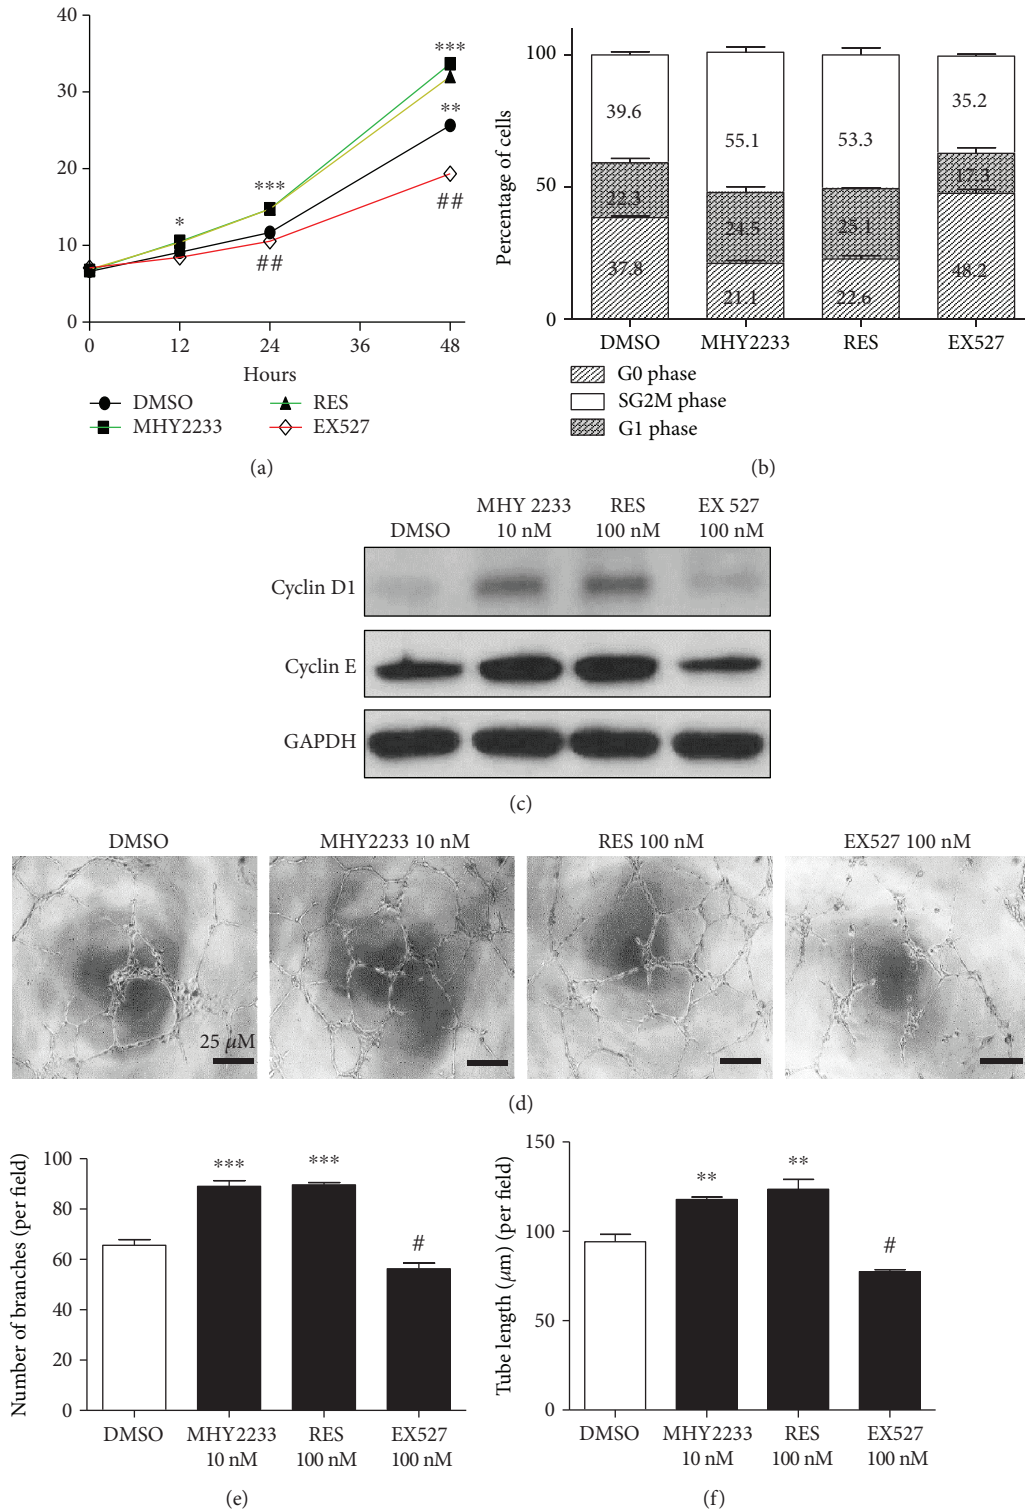 40
30
20
10
0
0 12 24 36 48
Hours
*
***
##
***
**
##
DMSO RES
MHY2233 EX527
(a)
Percentage of cells
100
50
0
39.6 55.1 53.3 35.2
22.3 24.5 25.1 17.3
37.8 21.1 22.6 48.2
DMSO MHY2233 RES EX527
G0 phase
SG2M phase
G1 phase
(b)
DMSO MHY 2233 RES EX 527
10 nM 100 nM 100 nM
Cyclin D1
Cyclin E
GAPDH
(c)
DMSO MHY2233 10 nM RES 100 nM EX527 100 nM
25 μM
(d)
Number of branches (per field)
100
80
60
40
20
0
*** *** #
DMSO MHY2233 RES EX527
10 nM 100 nM 100 nM
(e)
Tube length (μm) (per field)
150
100
50
0
** ** #
DMSO MHY2233 RES EX527
10 nM 100 nM 100 nM
(f)